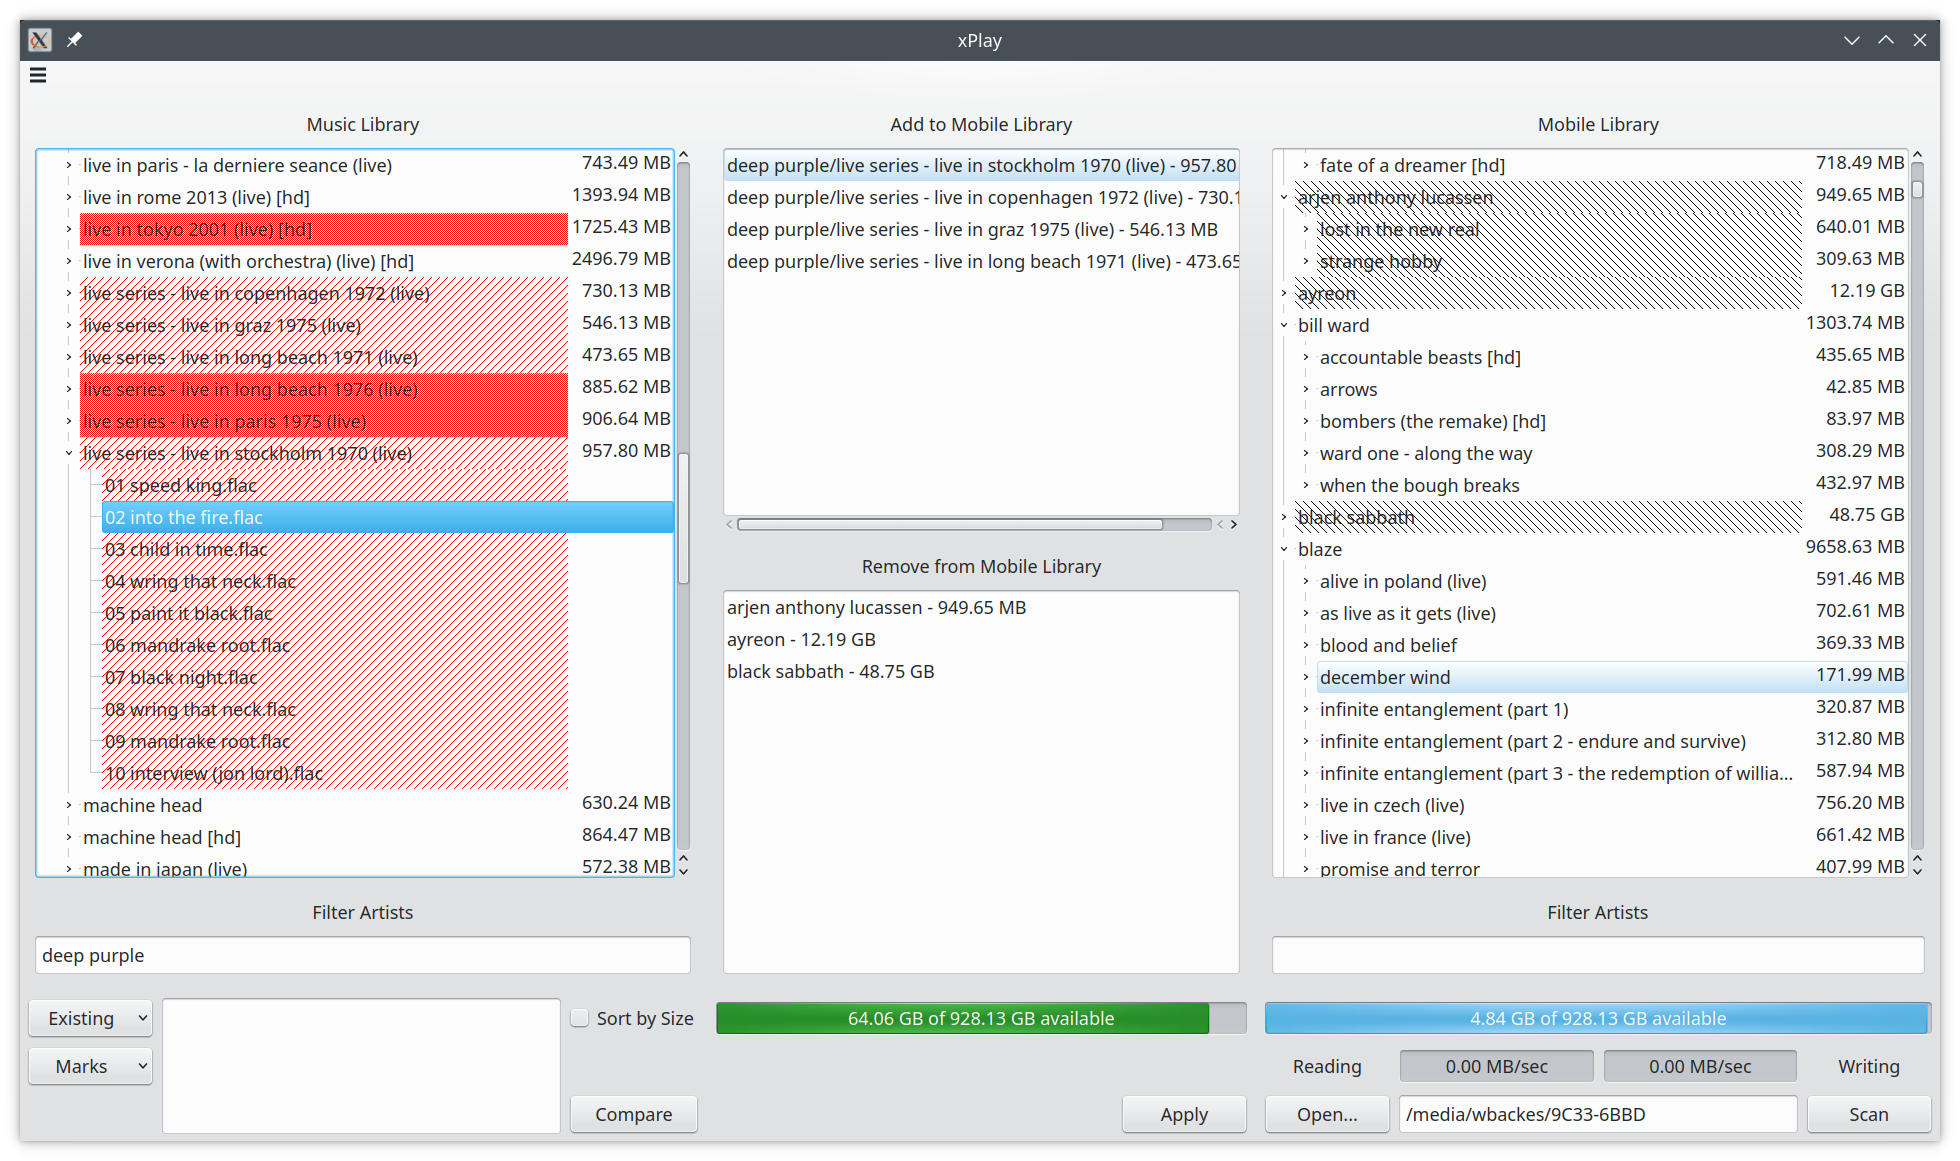 xPlay
Music Library
live in paris - la derniere seance (live) 743.49 MB
live in rome 2013 (live) [hd] 1393.94 MB
live in tokyo 2001 (live) [hd] 1725.43 MB
live in verona (with orchestra) (live) [hd] 2496.79 MB
live series - live in copenhagen 1972 (live) 730.13 MB
live series - live in graz 1975 (live) 546.13 MB
live series - live in long beach 1971 (live) 473.65 MB
live series - live in long beach 1976 (live) 885.62 MB
live series - live in paris 1975 (live) 906.64 MB
live series - live in stockholm 1970 (live) 957.80 MB
01 speed king.flac
02 into the fire.flac
03 child in time.flac
04 wring that neck.flac
05 paint it black.flac
06 mandrake root.flac
07 black night.flac
08 wring that neck.flac
09 mandrake root.flac
10 interview (jon lord).flac
machine head 630.24 MB
machine head [hd] 864.47 MB
made in japan (live) 572.38 MB
Filter Artists
deep purple
Existing
Marks
Sort by Size
Compare
Add to Mobile Library
deep purple/live series - live in stockholm 1970 (live) - 957.80
deep purple/live series - live in copenhagen 1972 (live) - 730.1
deep purple/live series - live in graz 1975 (live) - 546.13 MB
deep purple/live series - live in long beach 1971 (live) - 473.65
Remove from Mobile Library
arjen anthony lucassen - 949.65 MB
ayreon - 12.19 GB
black sabbath - 48.75 GB
64.06 GB of 928.13 GB available
Apply
Mobile Library
fate of a dreamer [hd] 718.49 MB
arjen anthony lucassen 949.65 MB
lost in the new real 640.01 MB
strange hobby 309.63 MB
ayreon 12.19 GB
bill ward 1303.74 MB
accountable beasts [hd] 435.65 MB
arrows 42.85 MB
bombers (the remake) [hd] 83.97 MB
ward one - along the way 308.29 MB
when the bough breaks 432.97 MB
black sabbath 48.75 GB
blaze 9658.63 MB
alive in poland (live) 591.46 MB
as live as it gets (live) 702.61 MB
blood and belief 369.33 MB
december wind 171.99 MB
infinite entanglement (part 1) 320.87 MB
infinite entanglement (part 2 - endure and survive) 312.80 MB
infinite entanglement (part 3 - the redemption of willia... 587.94 MB
live in czech (live) 756.20 MB
live in france (live) 661.42 MB
promise and terror 407.99 MB
Filter Artists
4.84 GB of 928.13 GB available
Reading 0.00 MB/sec 0.00 MB/sec Writing
Open... /media/wbackes/9C33-6BBD Scan